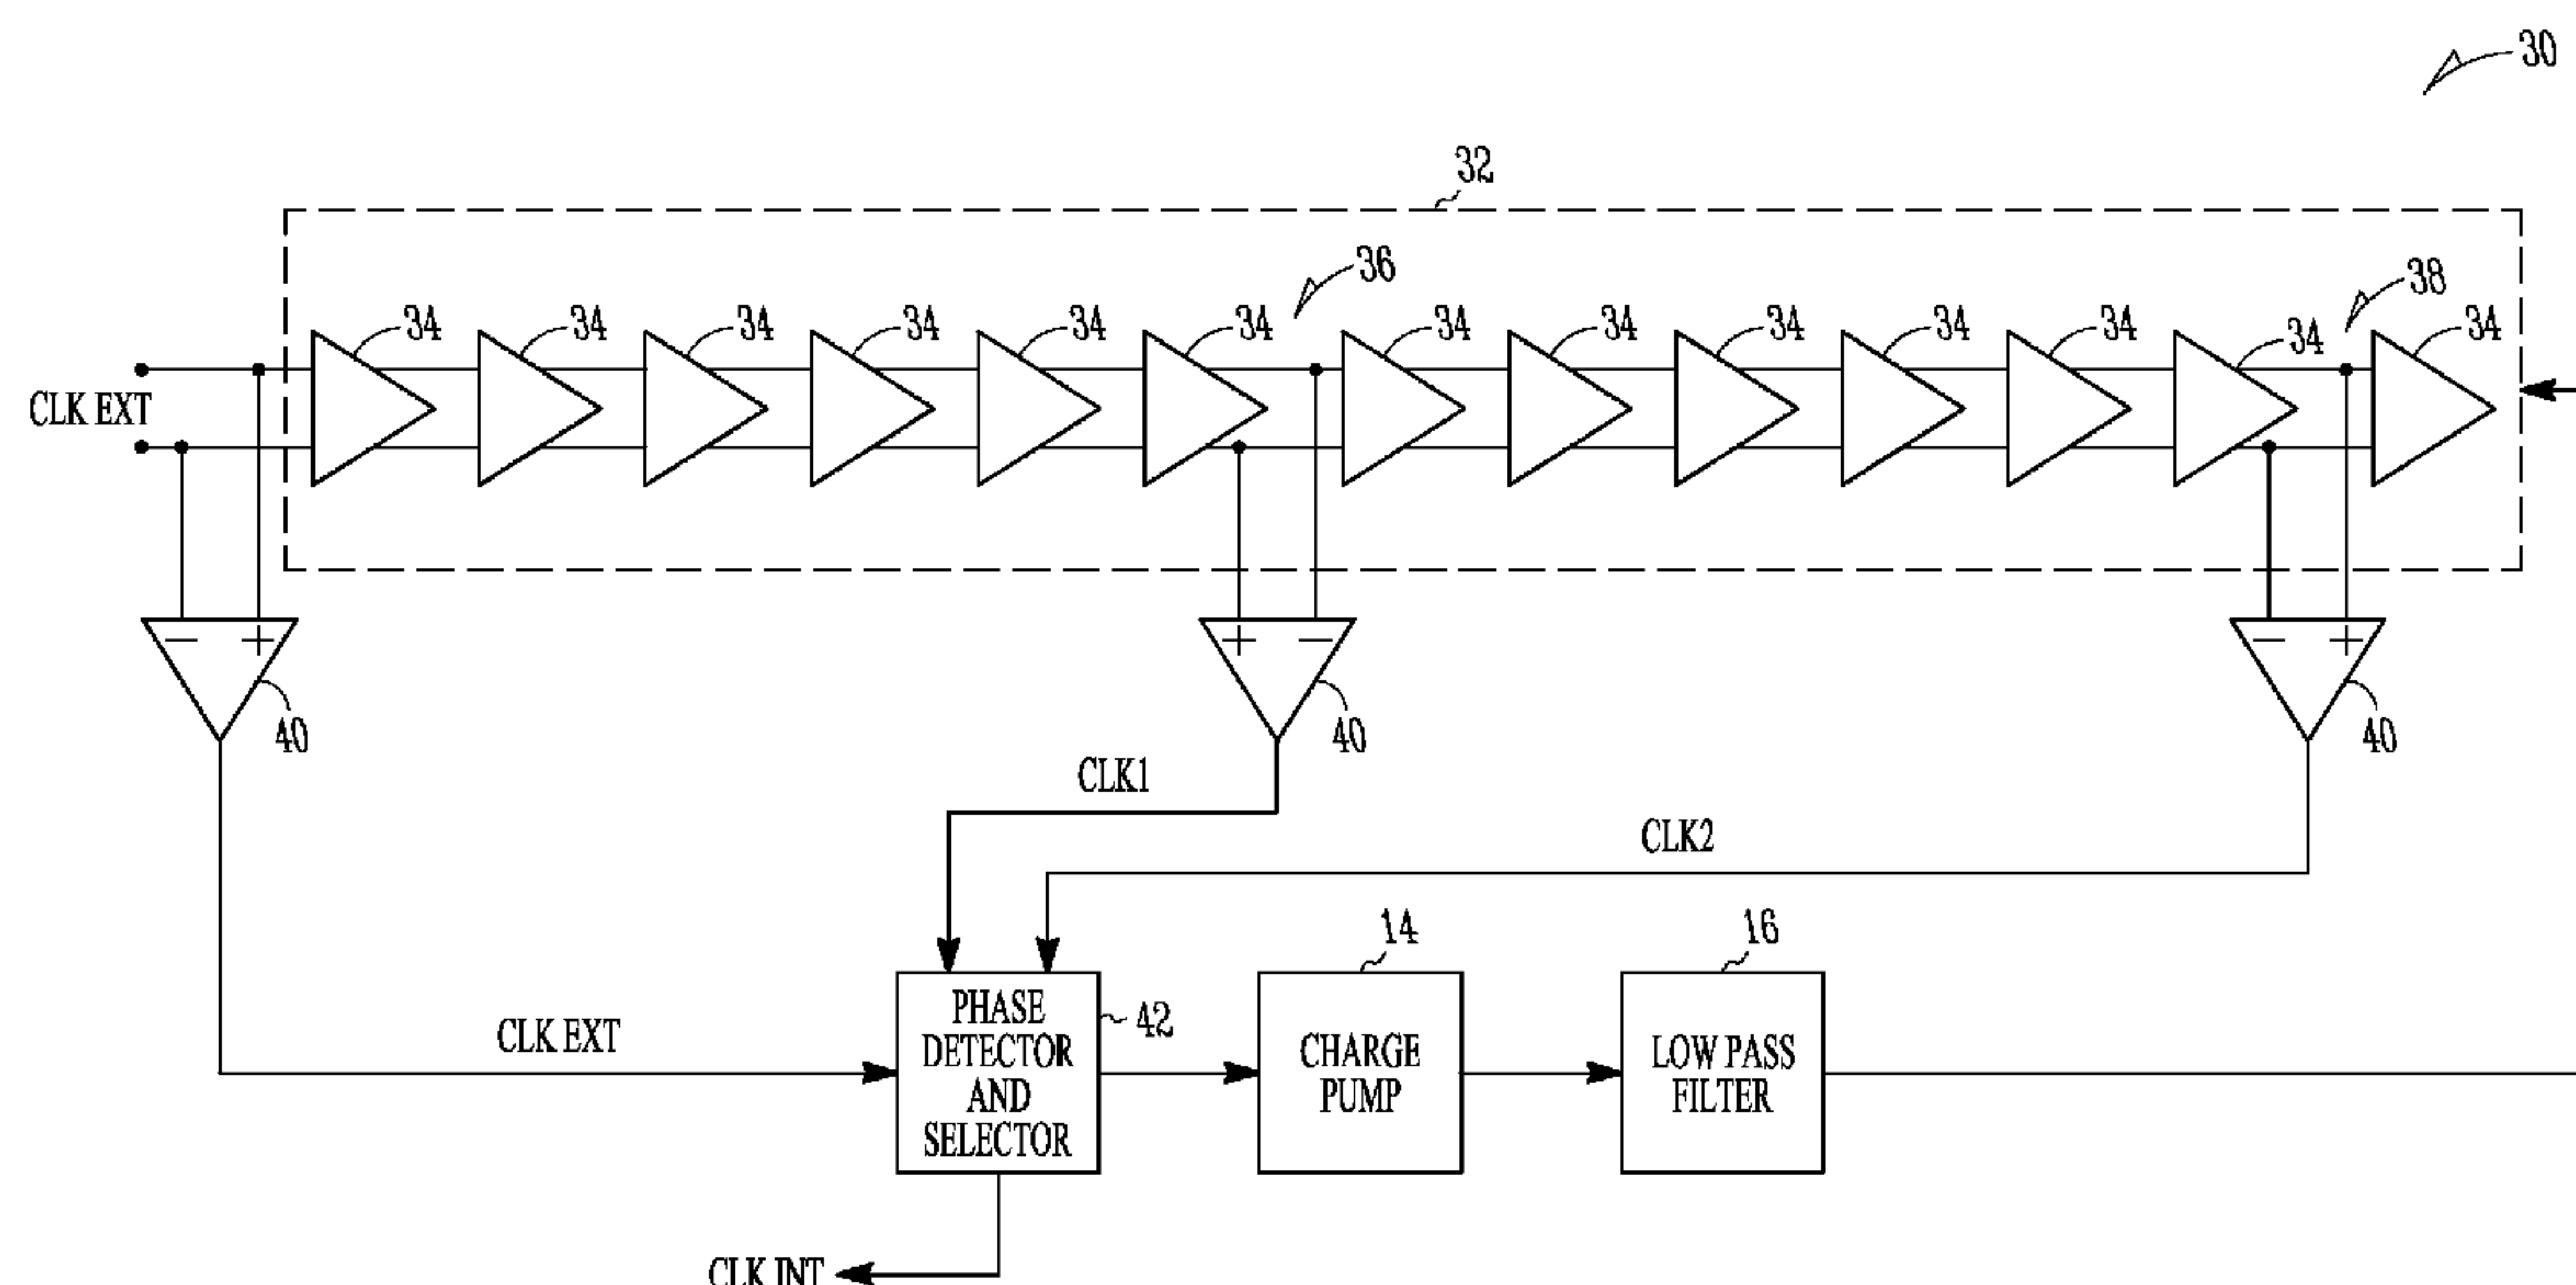 30
32
36
38
34 34 34 34 34 34 34 34 34 34 34 34 34
CLK EXT
− + + − − +
40 40 40
CLK1
CLK2
14 16
PHASE
DETECTOR
AND
SELECTOR
42
CHARGE
PUMP
LOW PASS
FILTER
CLK EXT
CLK INT